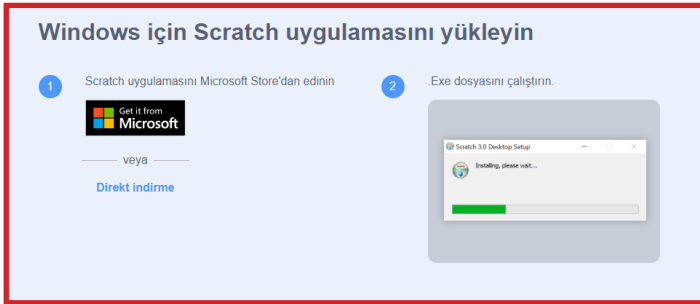 Windows için Scratch uygulamasını yükleyin
1
Scratch uygulamasını Microsoft Store'dan edinin
Get it from
Microsoft
veya
Direkt indirme
2
.Exe dosyasını çalıştırın.
Scratch 3.0 Desktop Setup
Installing, please wait...